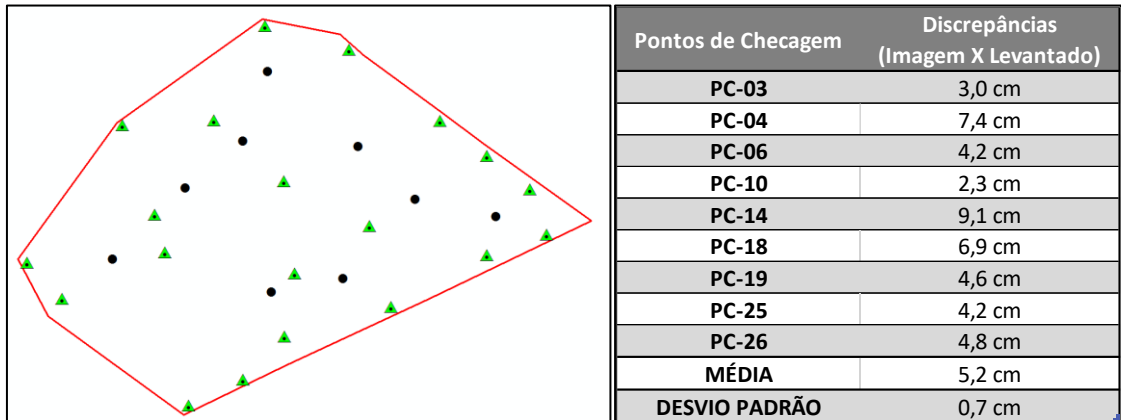 Pontos de Checagem Discrepâncias (Imagem X Levantado)
PC-03 3,0 cm
PC-04 7,4 cm
PC-06 4,2 cm
PC-10 2,3 cm
PC-14 9,1 cm
PC-18 6,9 cm
PC-19 4,6 cm
PC-25 4,2 cm
PC-26 4,8 cm
MÉDIA 5,2 cm
DESVIO PADRÃO 0,7 cm